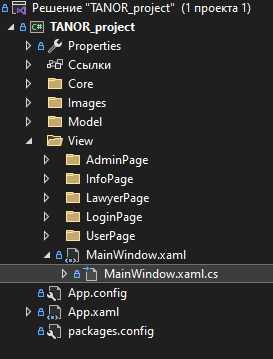 Решение "TANOR_project" (1 проекта 1)
C# TANOR_project
Properties
Ссылки
Core
Images
Model
View
AdminPage
InfoPage
LawyerPage
LoginPage
UserPage
MainWindow.xaml
MainWindow.xaml.cs
App.config
App.xaml
packages.config